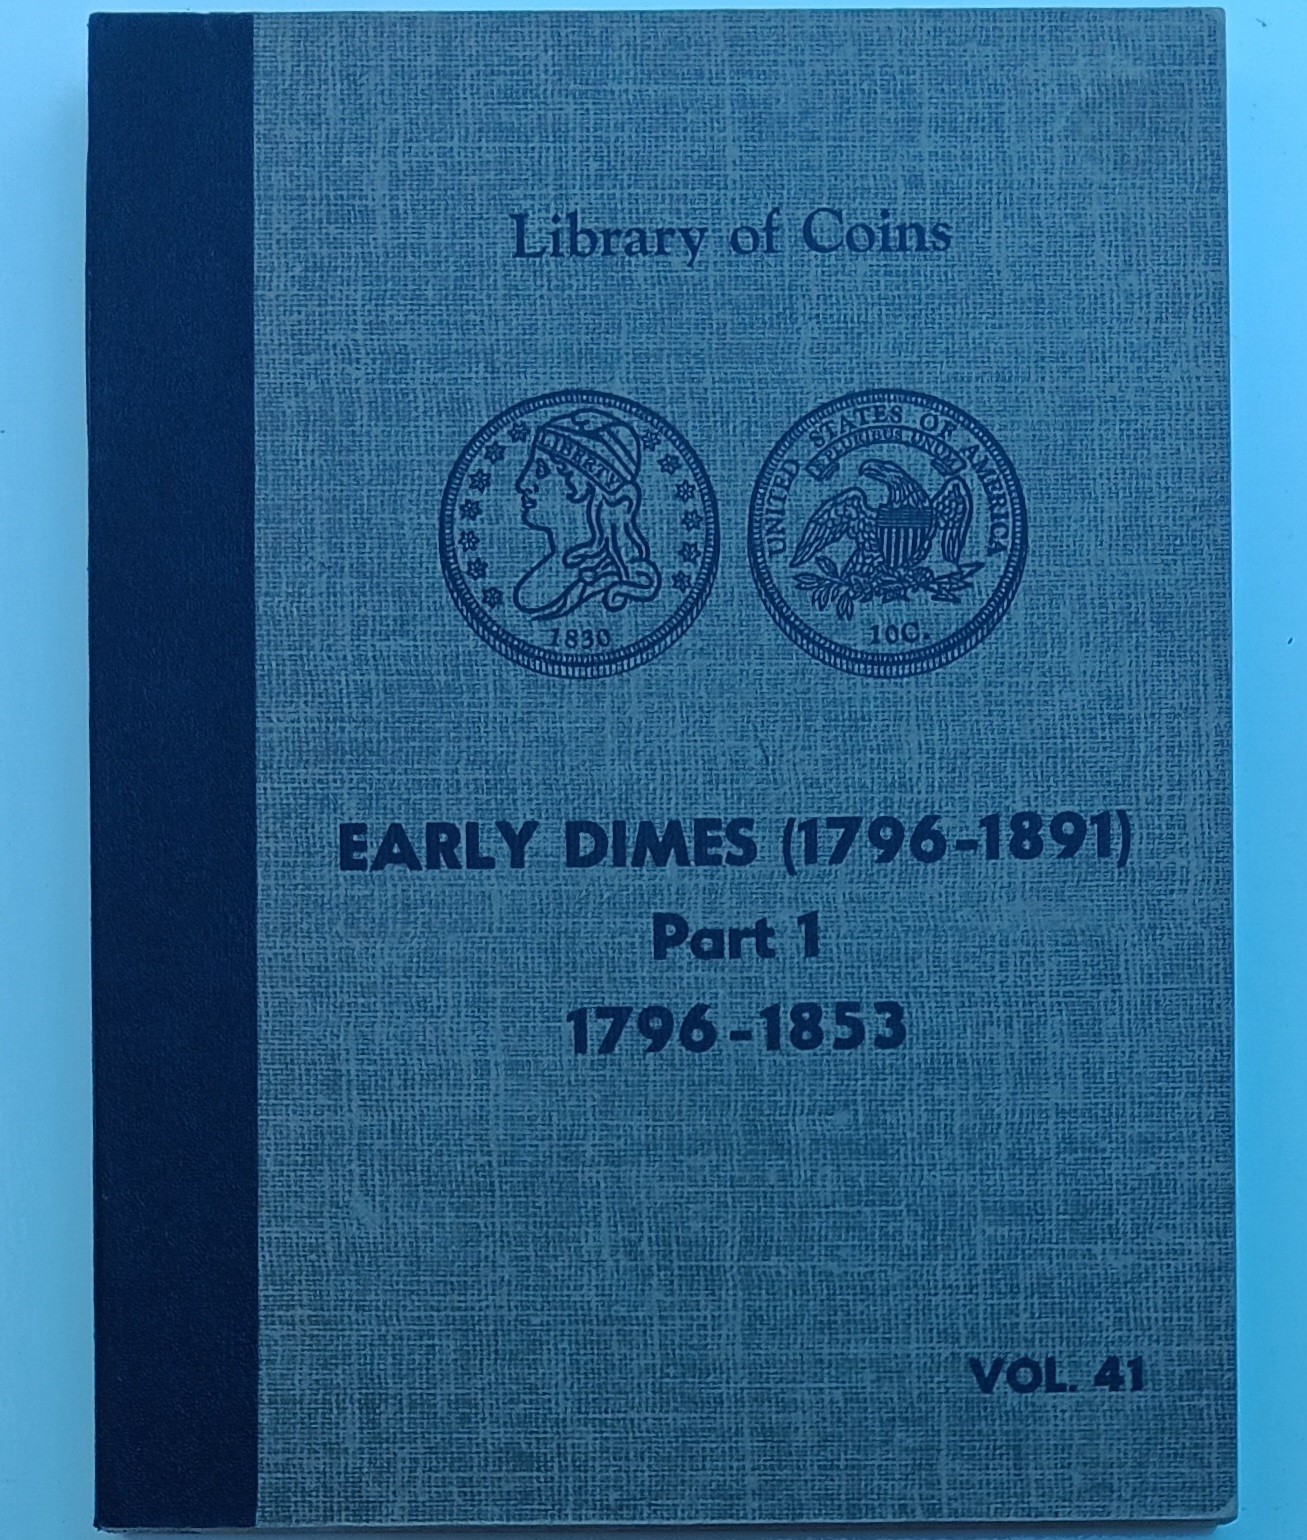 Library of Coins
LIBERTY
1830
UNITED STATES OF AMERICA
E PLURIBUS UNUM
10C.
EARLY DIMES (1796-1891)
Part 1
1796-1853
VOL. 41